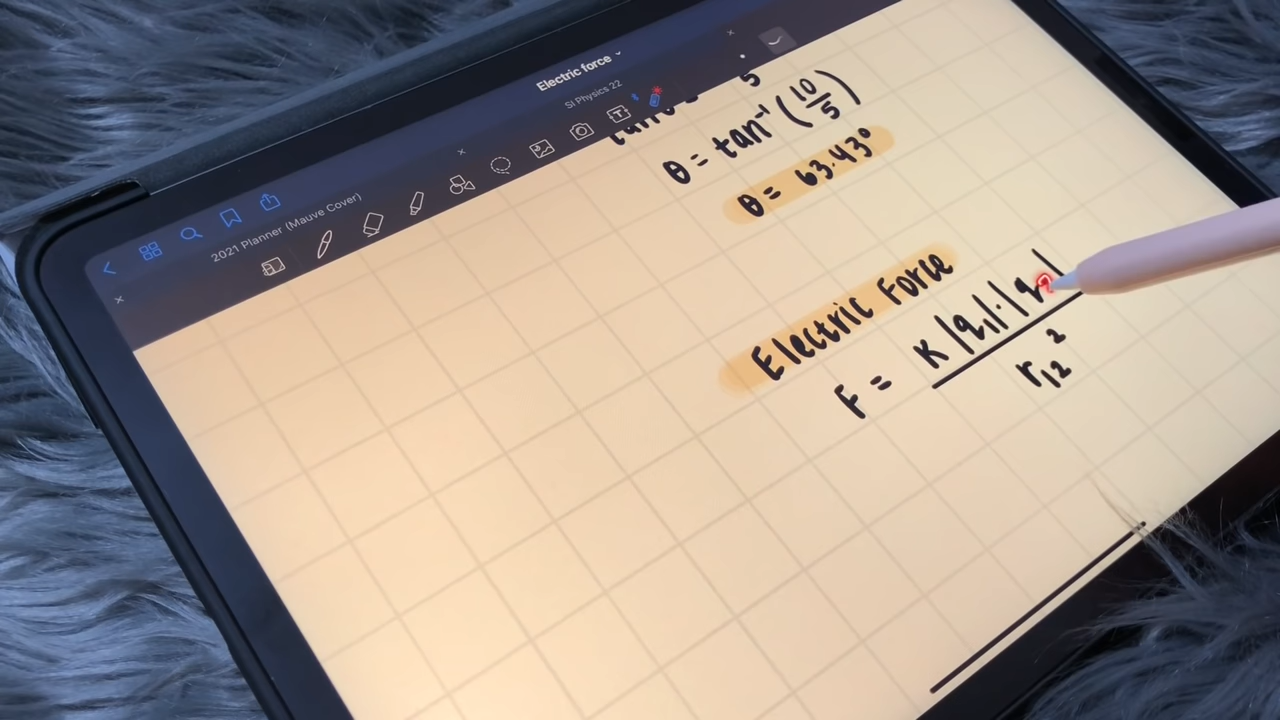 Electric force
SI Physics 22
2021 Planner (Mauve Cover)
5
θ = tan⁻¹ (10/5)
θ = 63.43°
Electric Force
F = K |q₁|·|q₂| / r₁₂²